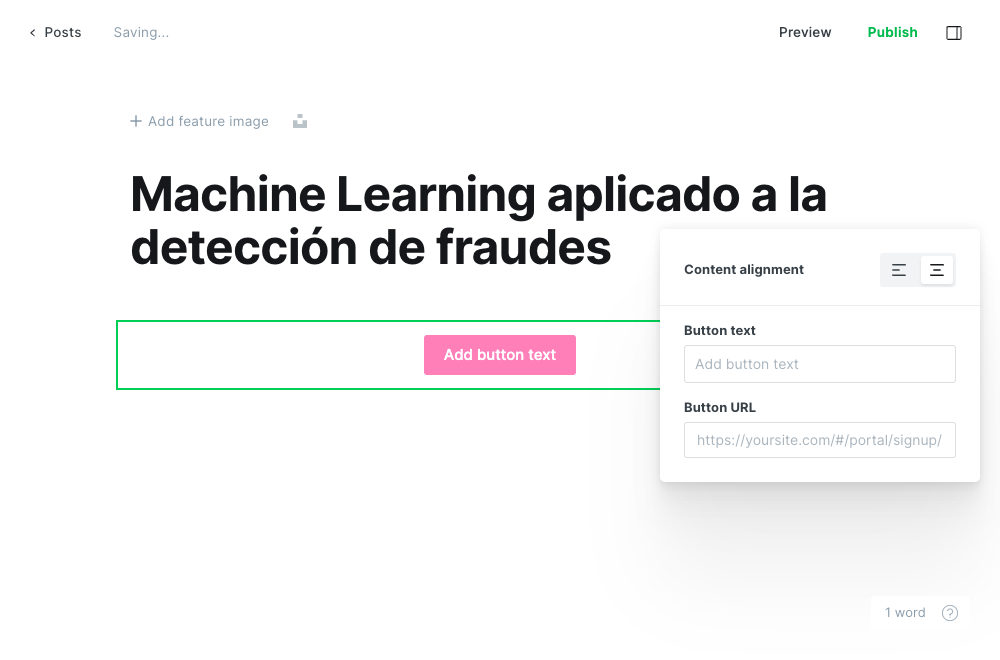 Posts
Saving...
Preview
Publish
Add feature image
Machine Learning aplicado a la
detección de fraudes
Content alignment
Add button text
Button text
Add button text
Button URL
https://yoursite.com/#/portal/signup/
1 word